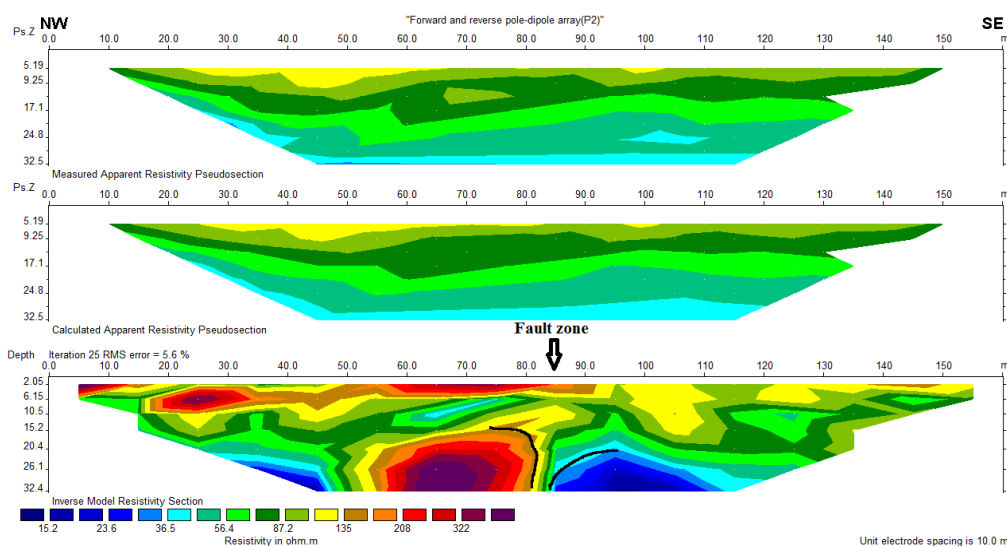 NW "Forward and reverse pole-dipole array(P2)" SE
Ps.Z
0.0 10.0 20.0 30.0 40.0 50.0 60.0 70.0 80.0 90.0 100 110 120 130 140 150 m
5.19
9.25
17.1
24.8
32.5
Measured Apparent Resistivity Pseudosection
Ps.Z
0.0 10.0 20.0 30.0 40.0 50.0 60.0 70.0 80.0 90.0 100 110 120 130 140 150 m
5.19
9.25
17.1
24.8
32.5
Calculated Apparent Resistivity Pseudosection
Fault zone
Depth Iteration 25 RMS error = 5.6 %
0.0 10.0 20.0 30.0 40.0 50.0 60.0 70.0 80.0 90.0 100 110 120 130 140 150 m
2.05
6.15
10.5
15.2
20.4
26.1
32.4
Inverse Model Resistivity Section
15.2 23.6 36.5 56.4 87.2 135 208 322
Resistivity in ohm.m Unit electrode spacing is 10.0 m